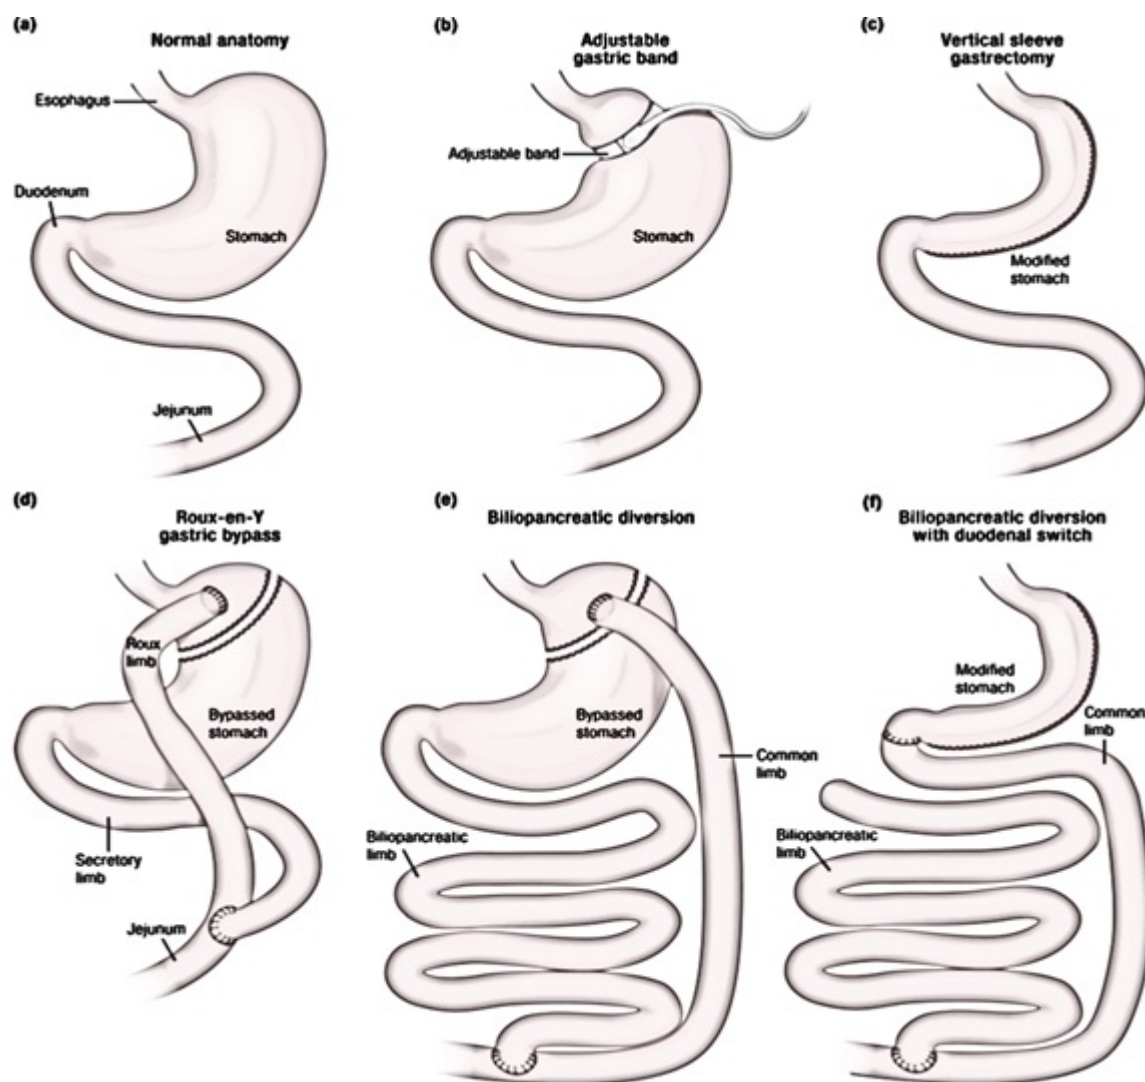 (a)
Normal anatomy
Esophagus
Duodenum
Stomach
Jejunum
(b)
Adjustable
gastric band
Adjustable band
Stomach
(c)
Vertical sleeve
gastrectomy
Modified
stomach
(d)
Roux-en-Y
gastric bypass
Roux
limb
Bypassed
stomach
Secretory
limb
Jejunum
(e)
Biliopancreatic diversion
Bypassed
stomach
Common
limb
Biliopancreatic
limb
(f)
Biliopancreatic diversion
with duodenal switch
Modified
stomach
Common
limb
Biliopancreatic
limb